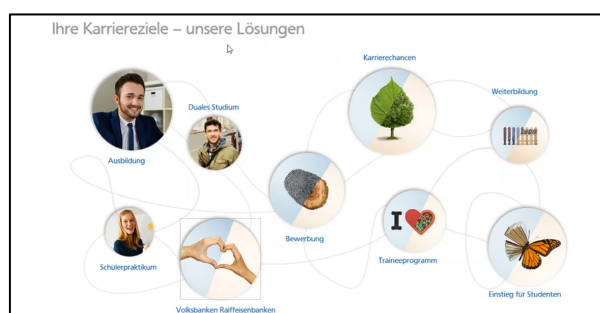 Ihre Karriereziele – unsere Lösungen
Karrierechancen
Duales Studium
Weiterbildung
Ausbildung
Bewerbung
Schülerpraktikum
I
Traineeprogramm
Einstieg für Studenten
Volksbanken Raiffeisenbanken